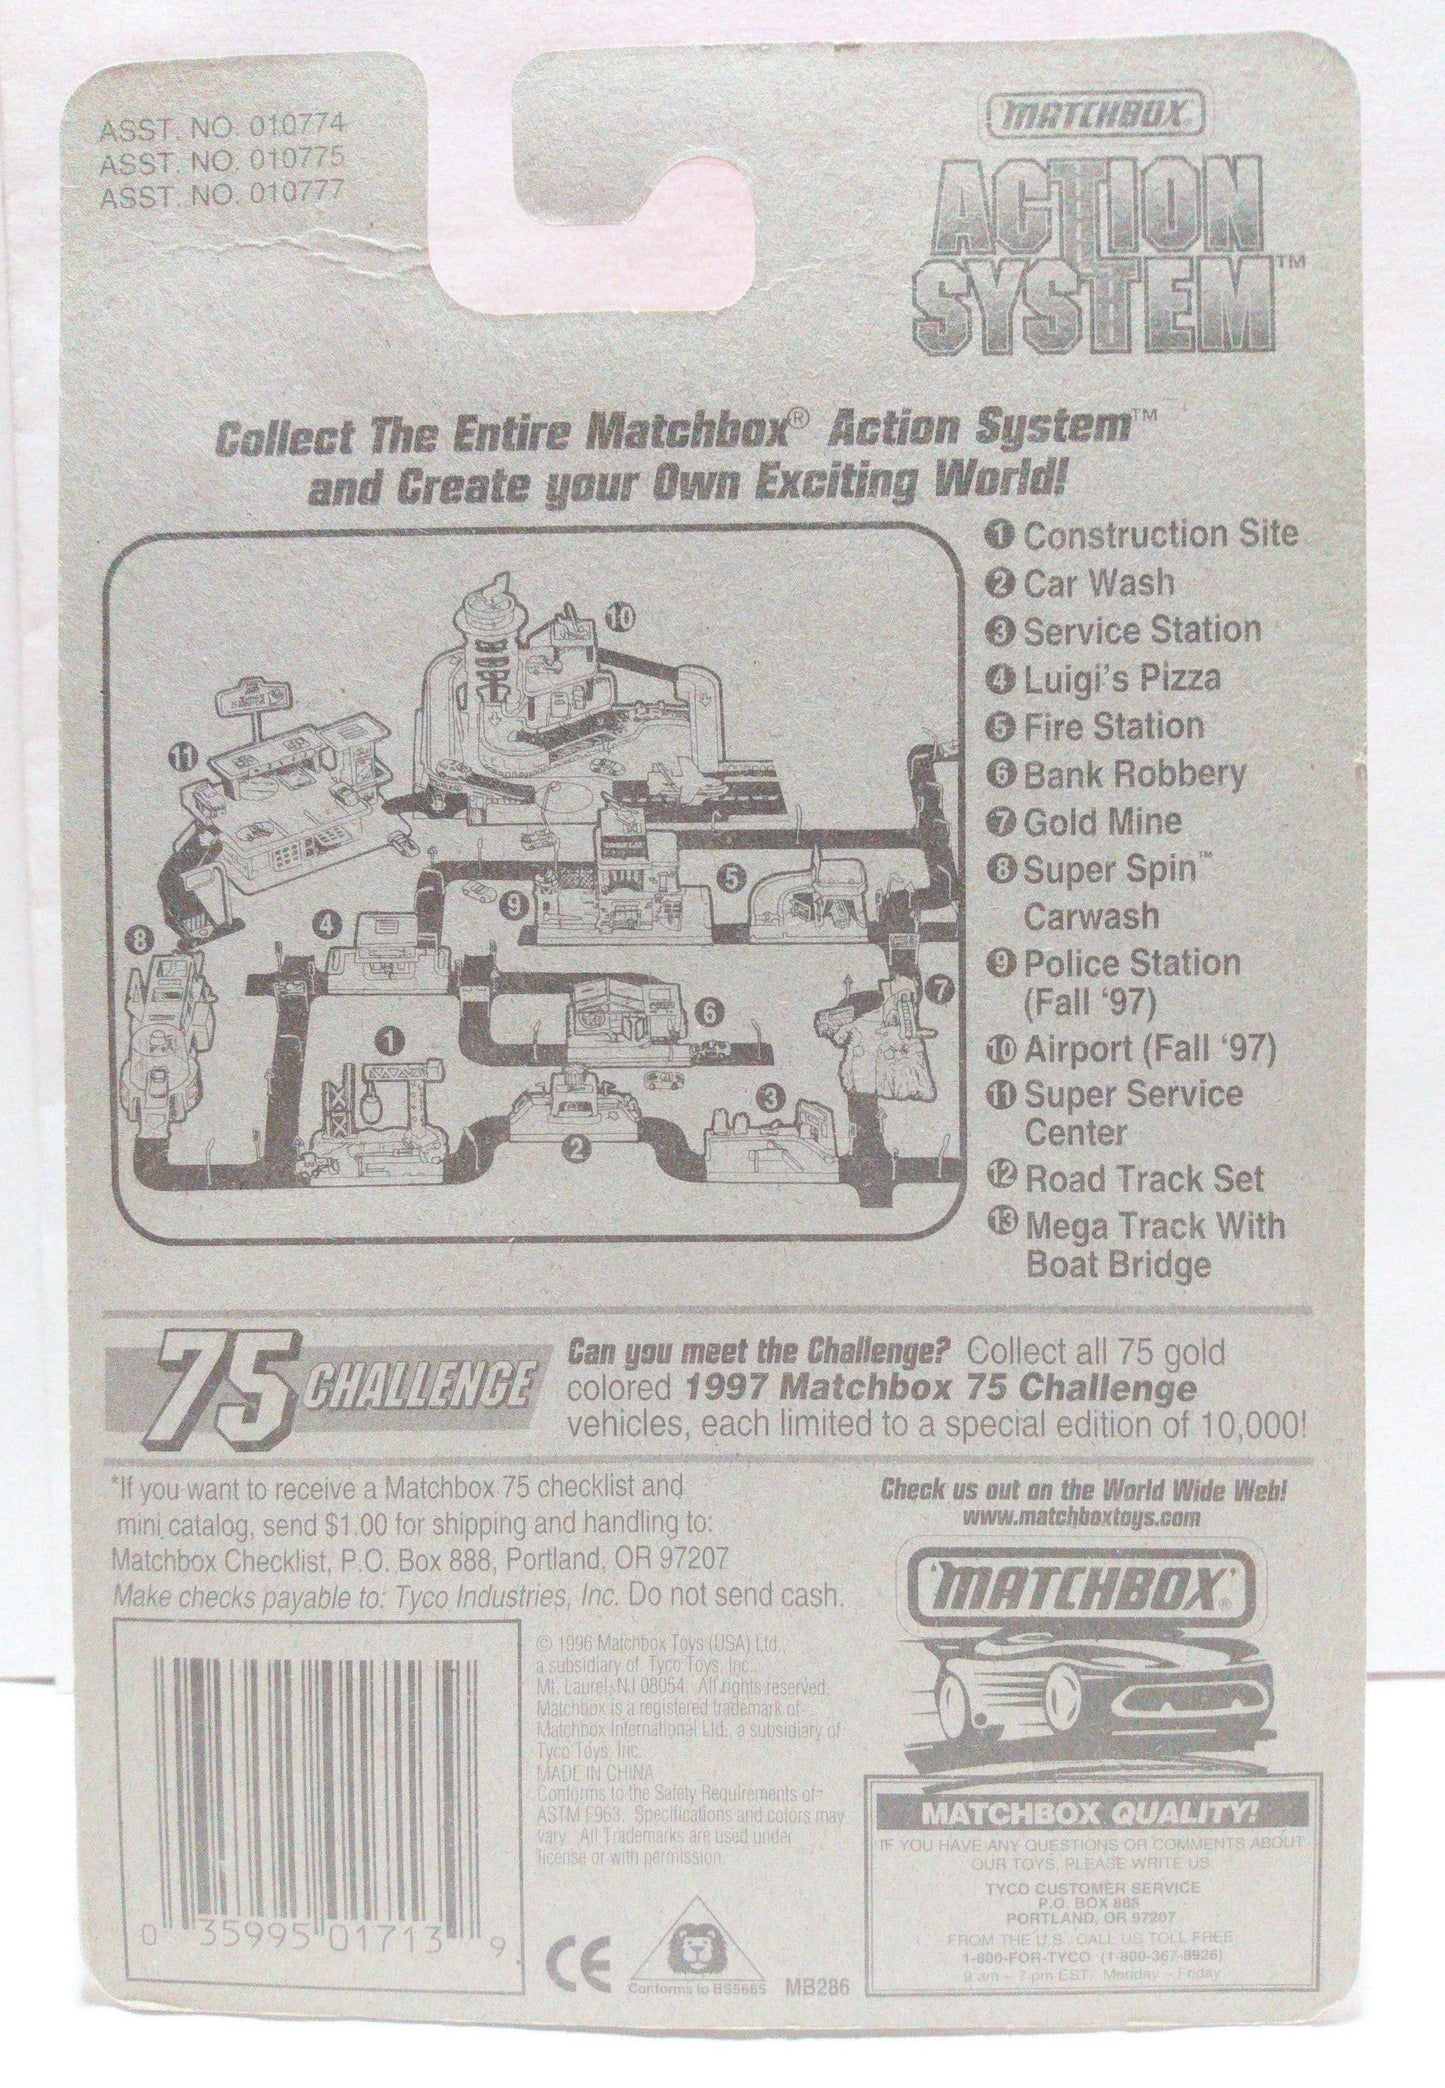 ASST. NO. 010774
ASST. NO. 010775
ASST. NO. 010777
MATCHBOX
ACTION
SYSTEM™
Collect The Entire Matchbox® Action System™
and Create your Own Exciting World!
1 Construction Site
2 Car Wash
3 Service Station
4 Luigi's Pizza
5 Fire Station
6 Bank Robbery
7 Gold Mine
8 Super Spin™
Carwash
9 Police Station
(Fall '97)
10 Airport (Fall '97)
11 Super Service
Center
12 Road Track Set
13 Mega Track With
Boat Bridge
10
11
5
9
4
8
7
6
1
3
2
75 CHALLENGE
Can you meet the Challenge? Collect all 75 gold
colored 1997 Matchbox 75 Challenge
vehicles, each limited to a special edition of 10,000!
*If you want to receive a Matchbox 75 checklist and
mini catalog, send $1.00 for shipping and handling to:
Matchbox Checklist, P.O. Box 888, Portland, OR 97207
Make checks payable to: Tyco Industries, Inc. Do not send cash.
Check us out on the World Wide Web!
www.matchboxtoys.com
"MATCHBOX"®
0 35995 01713 9
© 1996 Matchbox Toys (USA) Ltd.,
a subsidiary of Tyco Toys, Inc.,
Mt. Laurel, NJ 08054. All rights reserved.
Matchbox is a registered trademark of
Matchbox International Ltd., a subsidiary of
Tyco Toys, Inc.
MADE IN CHINA
Conforms to the Safety Requirements of
ASTM F963. Specifications and colors may
vary. All Trademarks are used under
license or with permission.
CE
Conforms to BS5665
MB286
MATCHBOX QUALITY!
IF YOU HAVE ANY QUESTIONS OR COMMENTS ABOUT
OUR TOYS, PLEASE WRITE US
TYCO CUSTOMER SERVICE
P.O. BOX 888
PORTLAND, OR 97207
FROM THE U.S. CALL US TOLL FREE
1-800-FOR-TYCO (1-800-367-8926)
9 am - 7 pm EST. Monday - Friday